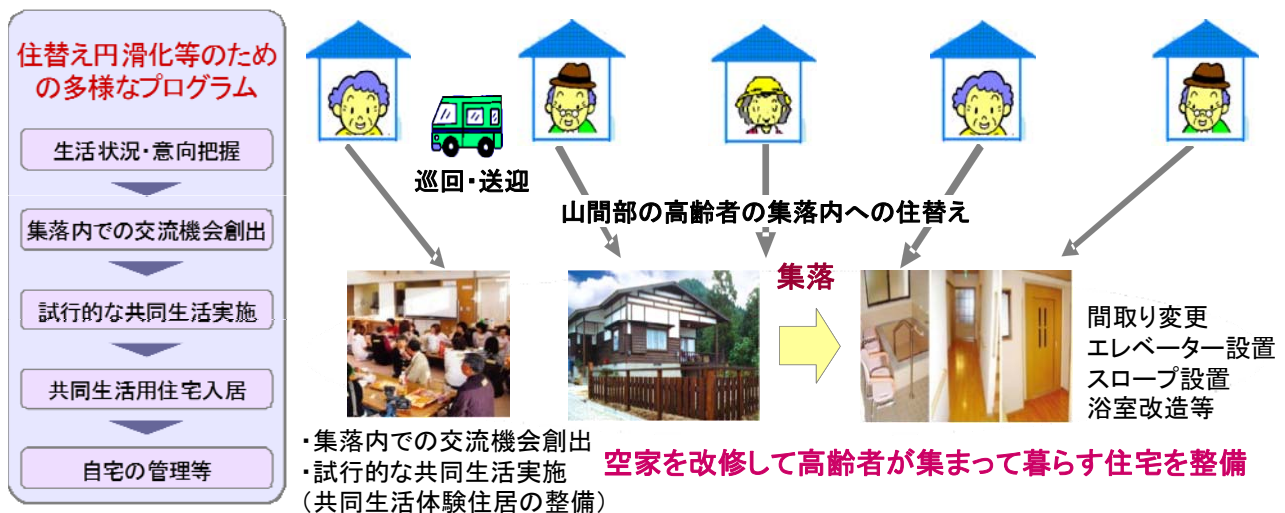 住替え円滑化等のため
の多様なプログラム
生活状況・意向把握
集落内での交流機会創出
試行的な共同生活実施
共同生活用住宅入居
自宅の管理等
巡回・送迎
山間部の高齢者の集落内への住替え
集落
間取り変更
エレベーター設置
スロープ設置
浴室改造等
・集落内での交流機会創出
・試行的な共同生活実施
（共同生活体験住居の整備）
空家を改修して高齢者が集まって暮らす住宅を整備